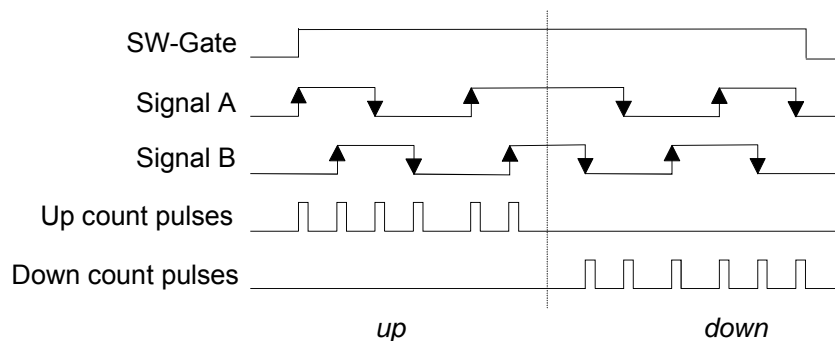 SW-Gate
Signal A
Signal B
Up count pulses
Down count pulses
up down